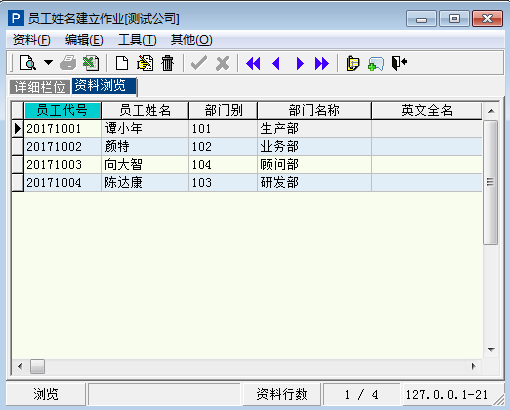 P 员工姓名建立作业[测试公司]
资料(F) 编辑(E) 工具(T) 其他(O)
详细栏位 资料浏览
员工代号 员工姓名 部门别 部门名称 英文全名
20171001 谭小年 101 生产部
20171002 颜特 102 业务部
20171003 向大智 104 顾问部
20171004 陈达康 103 研发部
浏览 资料行数 1 / 4 127.0.0.1-21